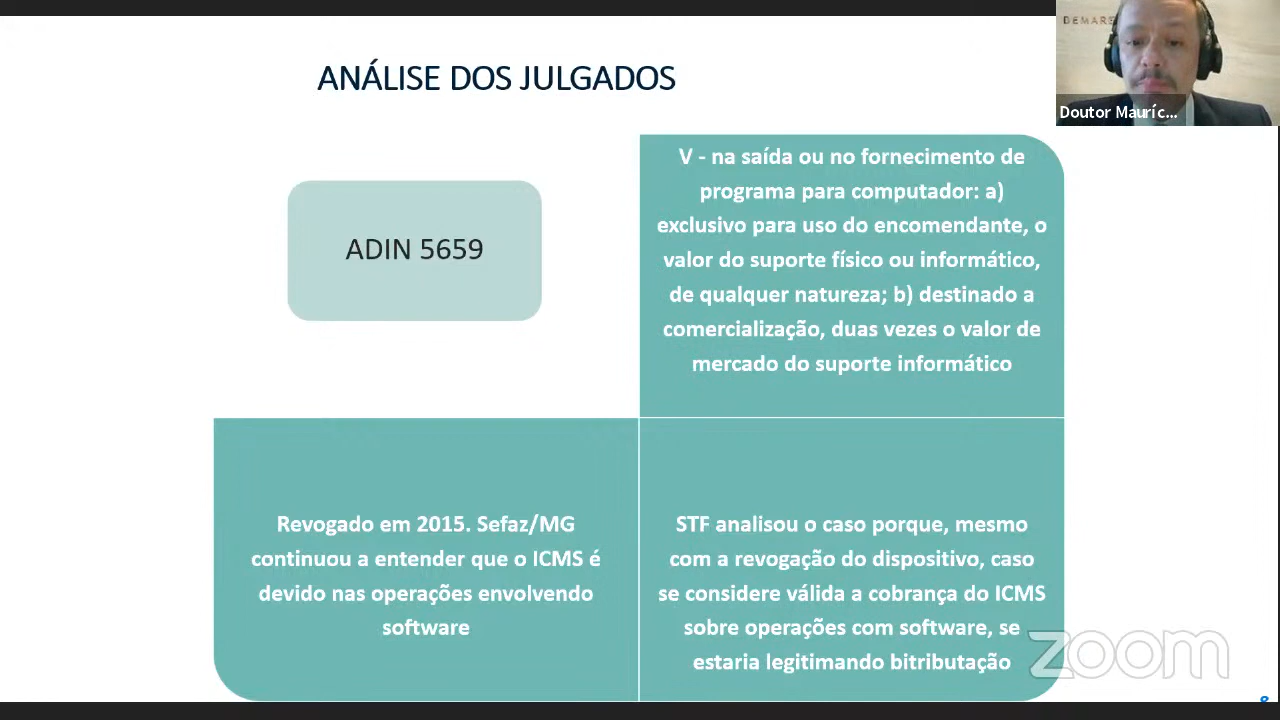 ANÁLISE DOS JULGADOS
DEMARE
Doutor Mauríc...
ADIN 5659
V - na saída ou no fornecimento de
programa para computador: a)
exclusivo para uso do encomendante, o
valor do suporte físico ou informático,
de qualquer natureza; b) destinado a
comercialização, duas vezes o valor de
mercado do suporte informático
Revogado em 2015. Sefaz/MG
continuou a entender que o ICMS é
devido nas operações envolvendo
software
STF analisou o caso porque, mesmo
com a revogação do dispositivo, caso
se considere válida a cobrança do ICMS
sobre operações com software, se
estaria legitimando bitributação
zoom